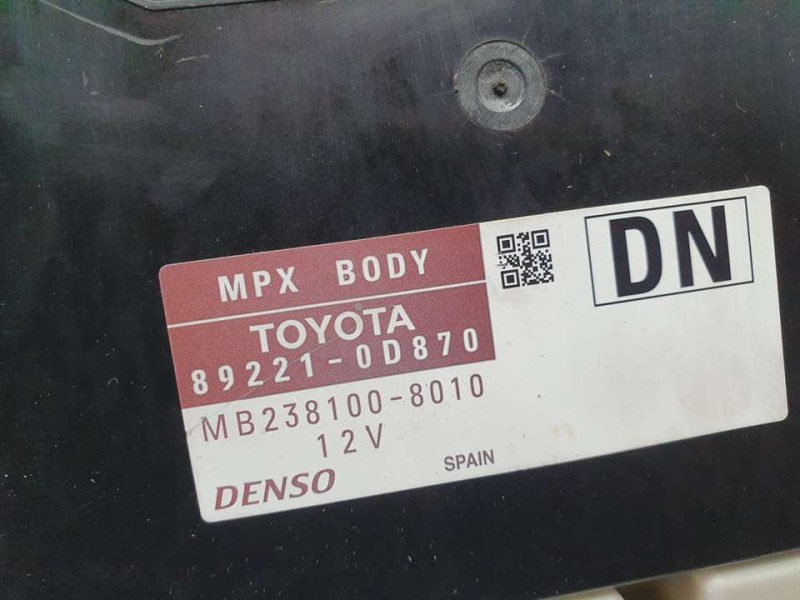 MPX BODY
TOYOTA
89221-0D870
MB238100-8010
12V
DENSO
SPAIN
DN